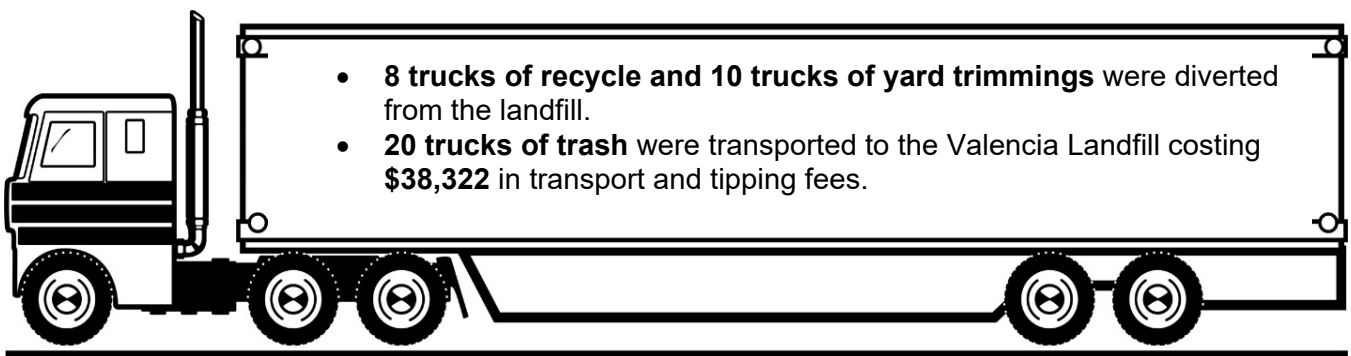 • 8 trucks of recycle and 10 trucks of yard trimmings were diverted
from the landfill.
• 20 trucks of trash were transported to the Valencia Landfill costing
$38,322 in transport and tipping fees.